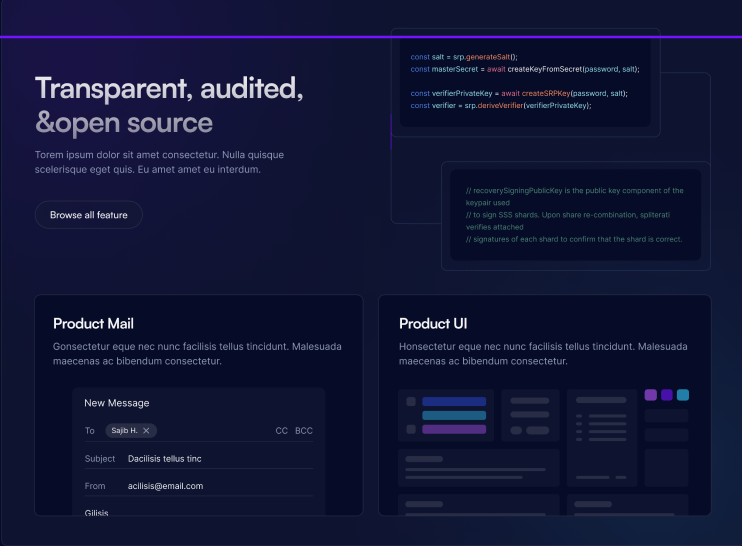 Transparent, audited,
&open source
Torem ipsum dolor sit amet consectetur. Nulla quisque
scelerisque eget quis. Eu amet amet eu interdum.
Browse all feature
const salt = srp.generateSalt();
const masterSecret = await createKeyFromSecret(password, salt);
const verifierPrivateKey = await createSRPKey(password, salt);
const verifier = srp.deriveVerifier(verifierPrivateKey);
// recoverySigningPublicKey is the public key component of the
keypair used
// to sign SSS shards. Upon share re-combination, spliterati
verifies attached
// signatures of each shard to confirm that the shard is correct.
Product Mail
Gonsectetur eque nec nunc facilisis tellus tincidunt. Malesuada
maecenas ac bibendum consectetur.
New Message
To Sajib H. CC BCC
Subject Dacilisis tellus tinc
From acilisis@email.com
Gilisis
Product UI
Honsectetur eque nec nunc facilisis tellus tincidunt. Malesuada
maecenas ac bibendum consectetur.